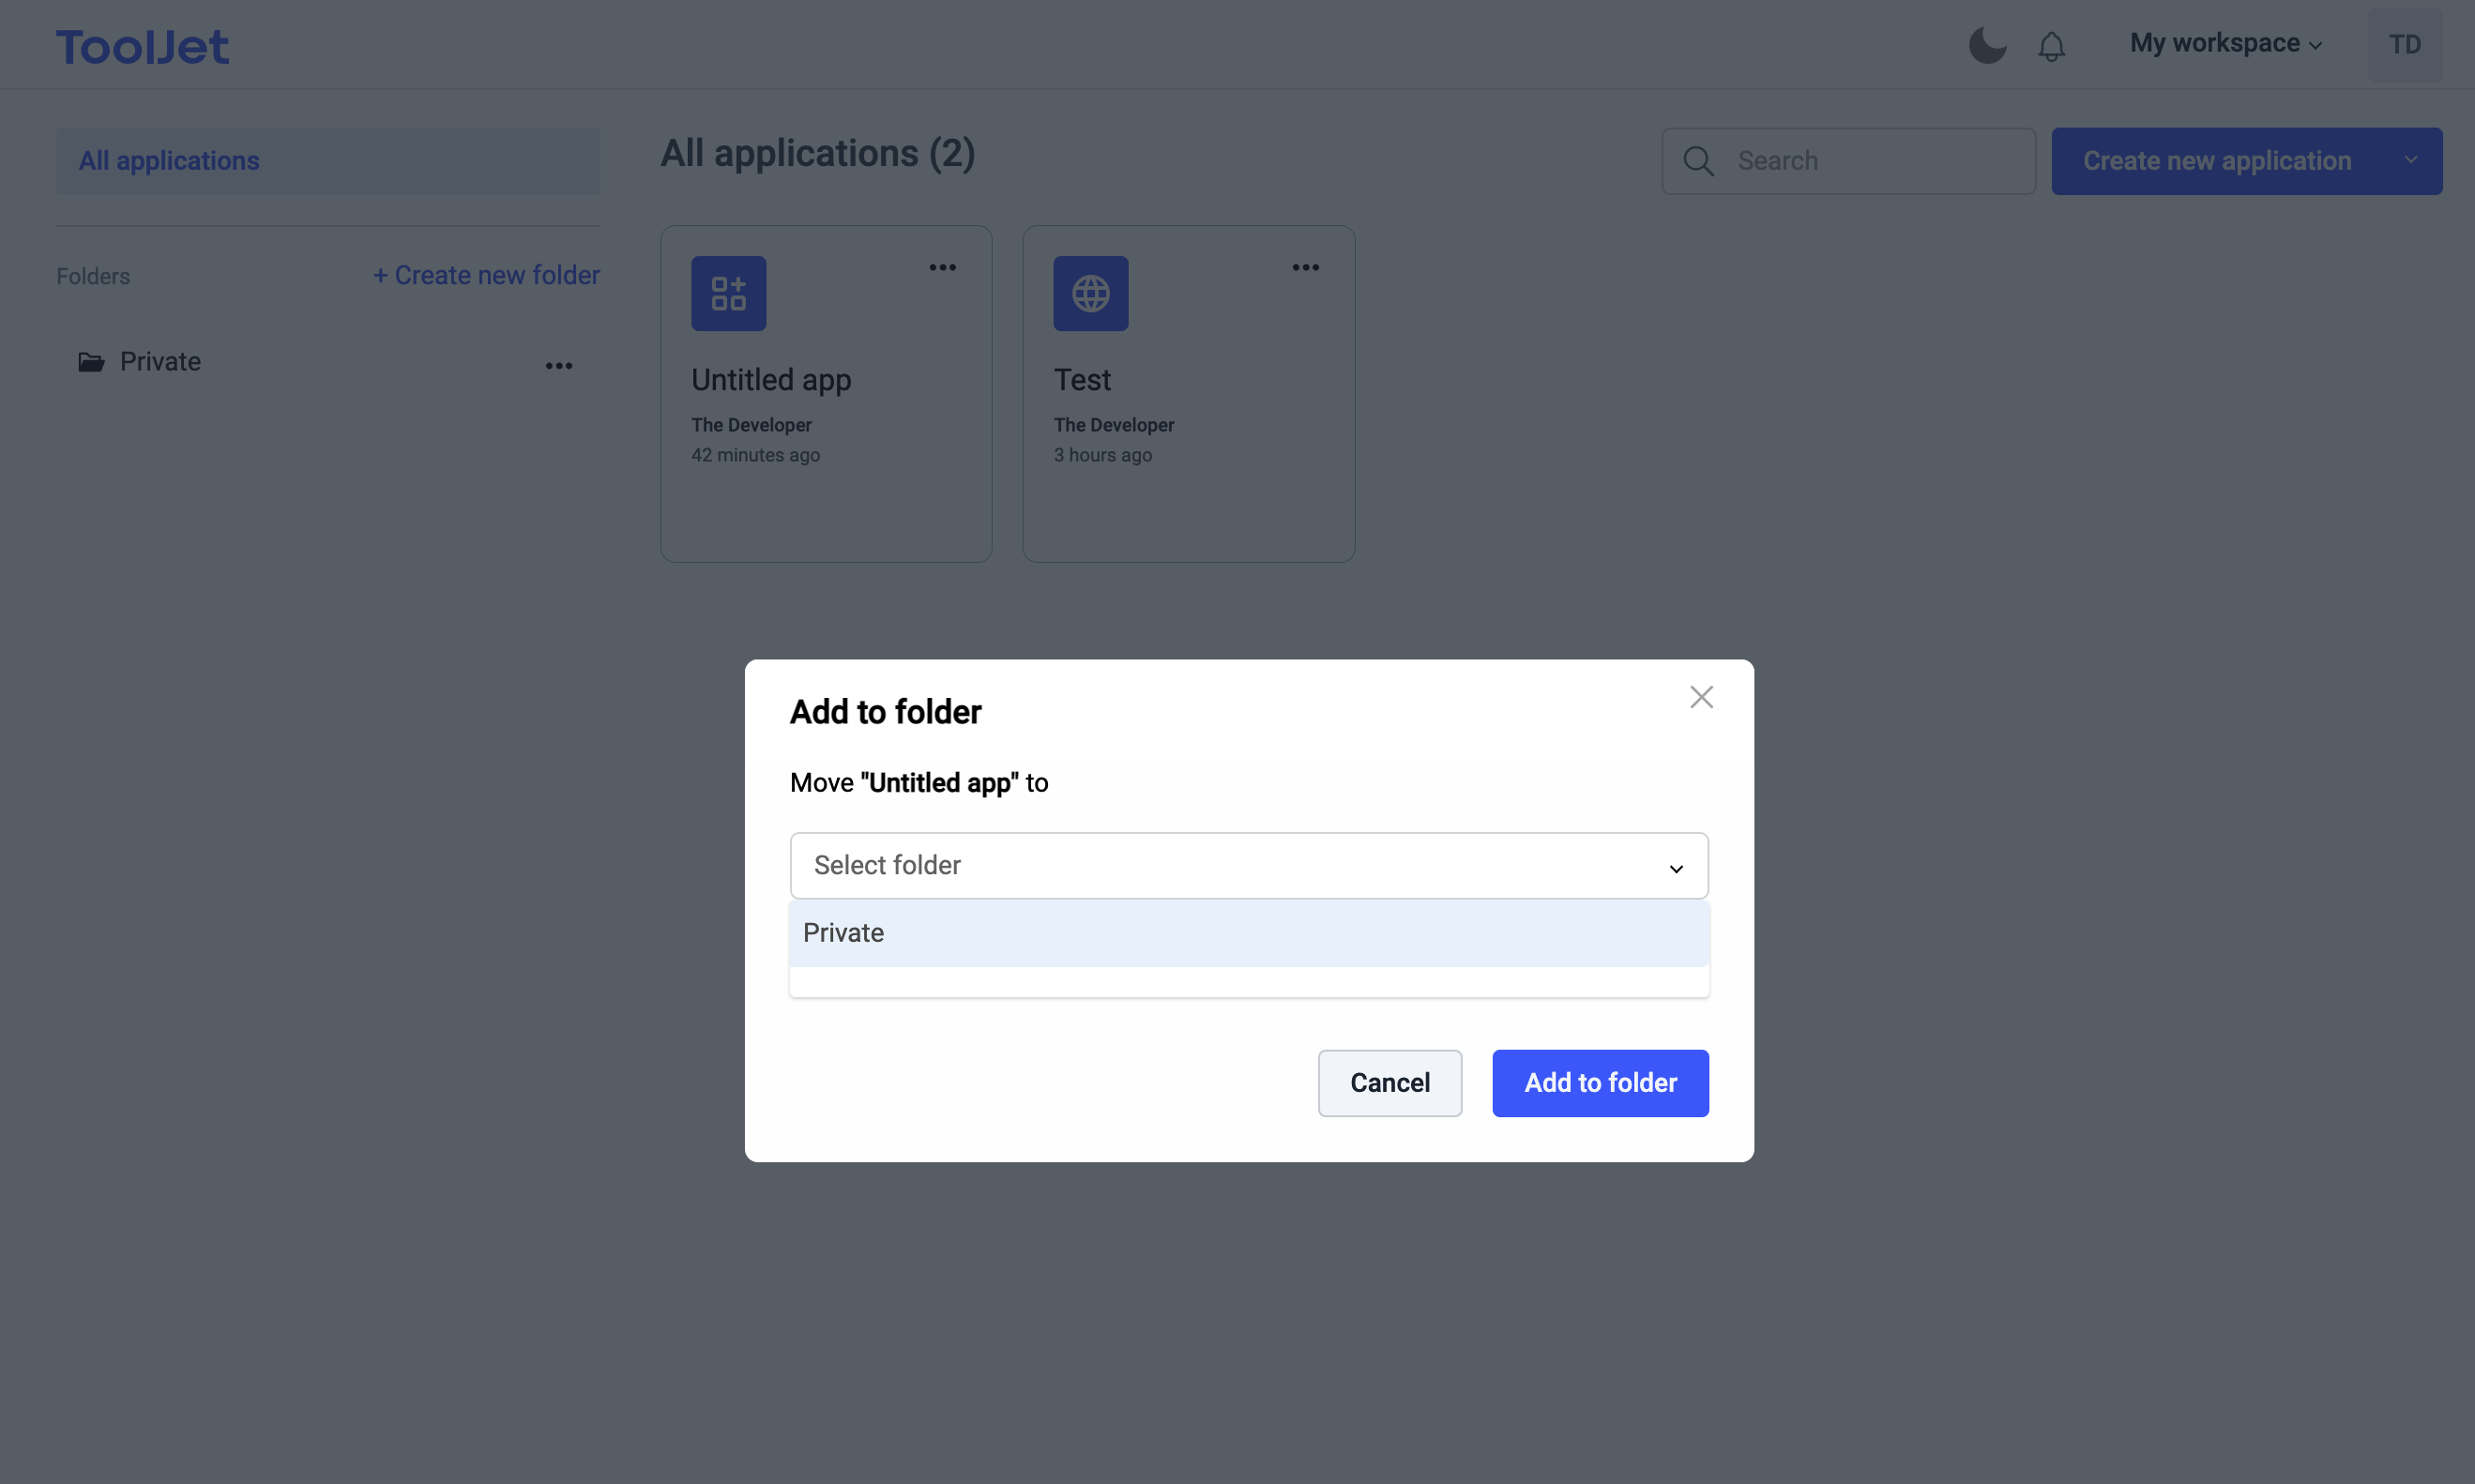 ToolJet
My workspace
TD
All applications
All applications (2)
Search
Create new application
Folders
+ Create new folder
Private
Untitled app
The Developer
42 minutes ago
Test
The Developer
3 hours ago
Add to folder
Move "Untitled app" to
Select folder
Private
Cancel
Add to folder